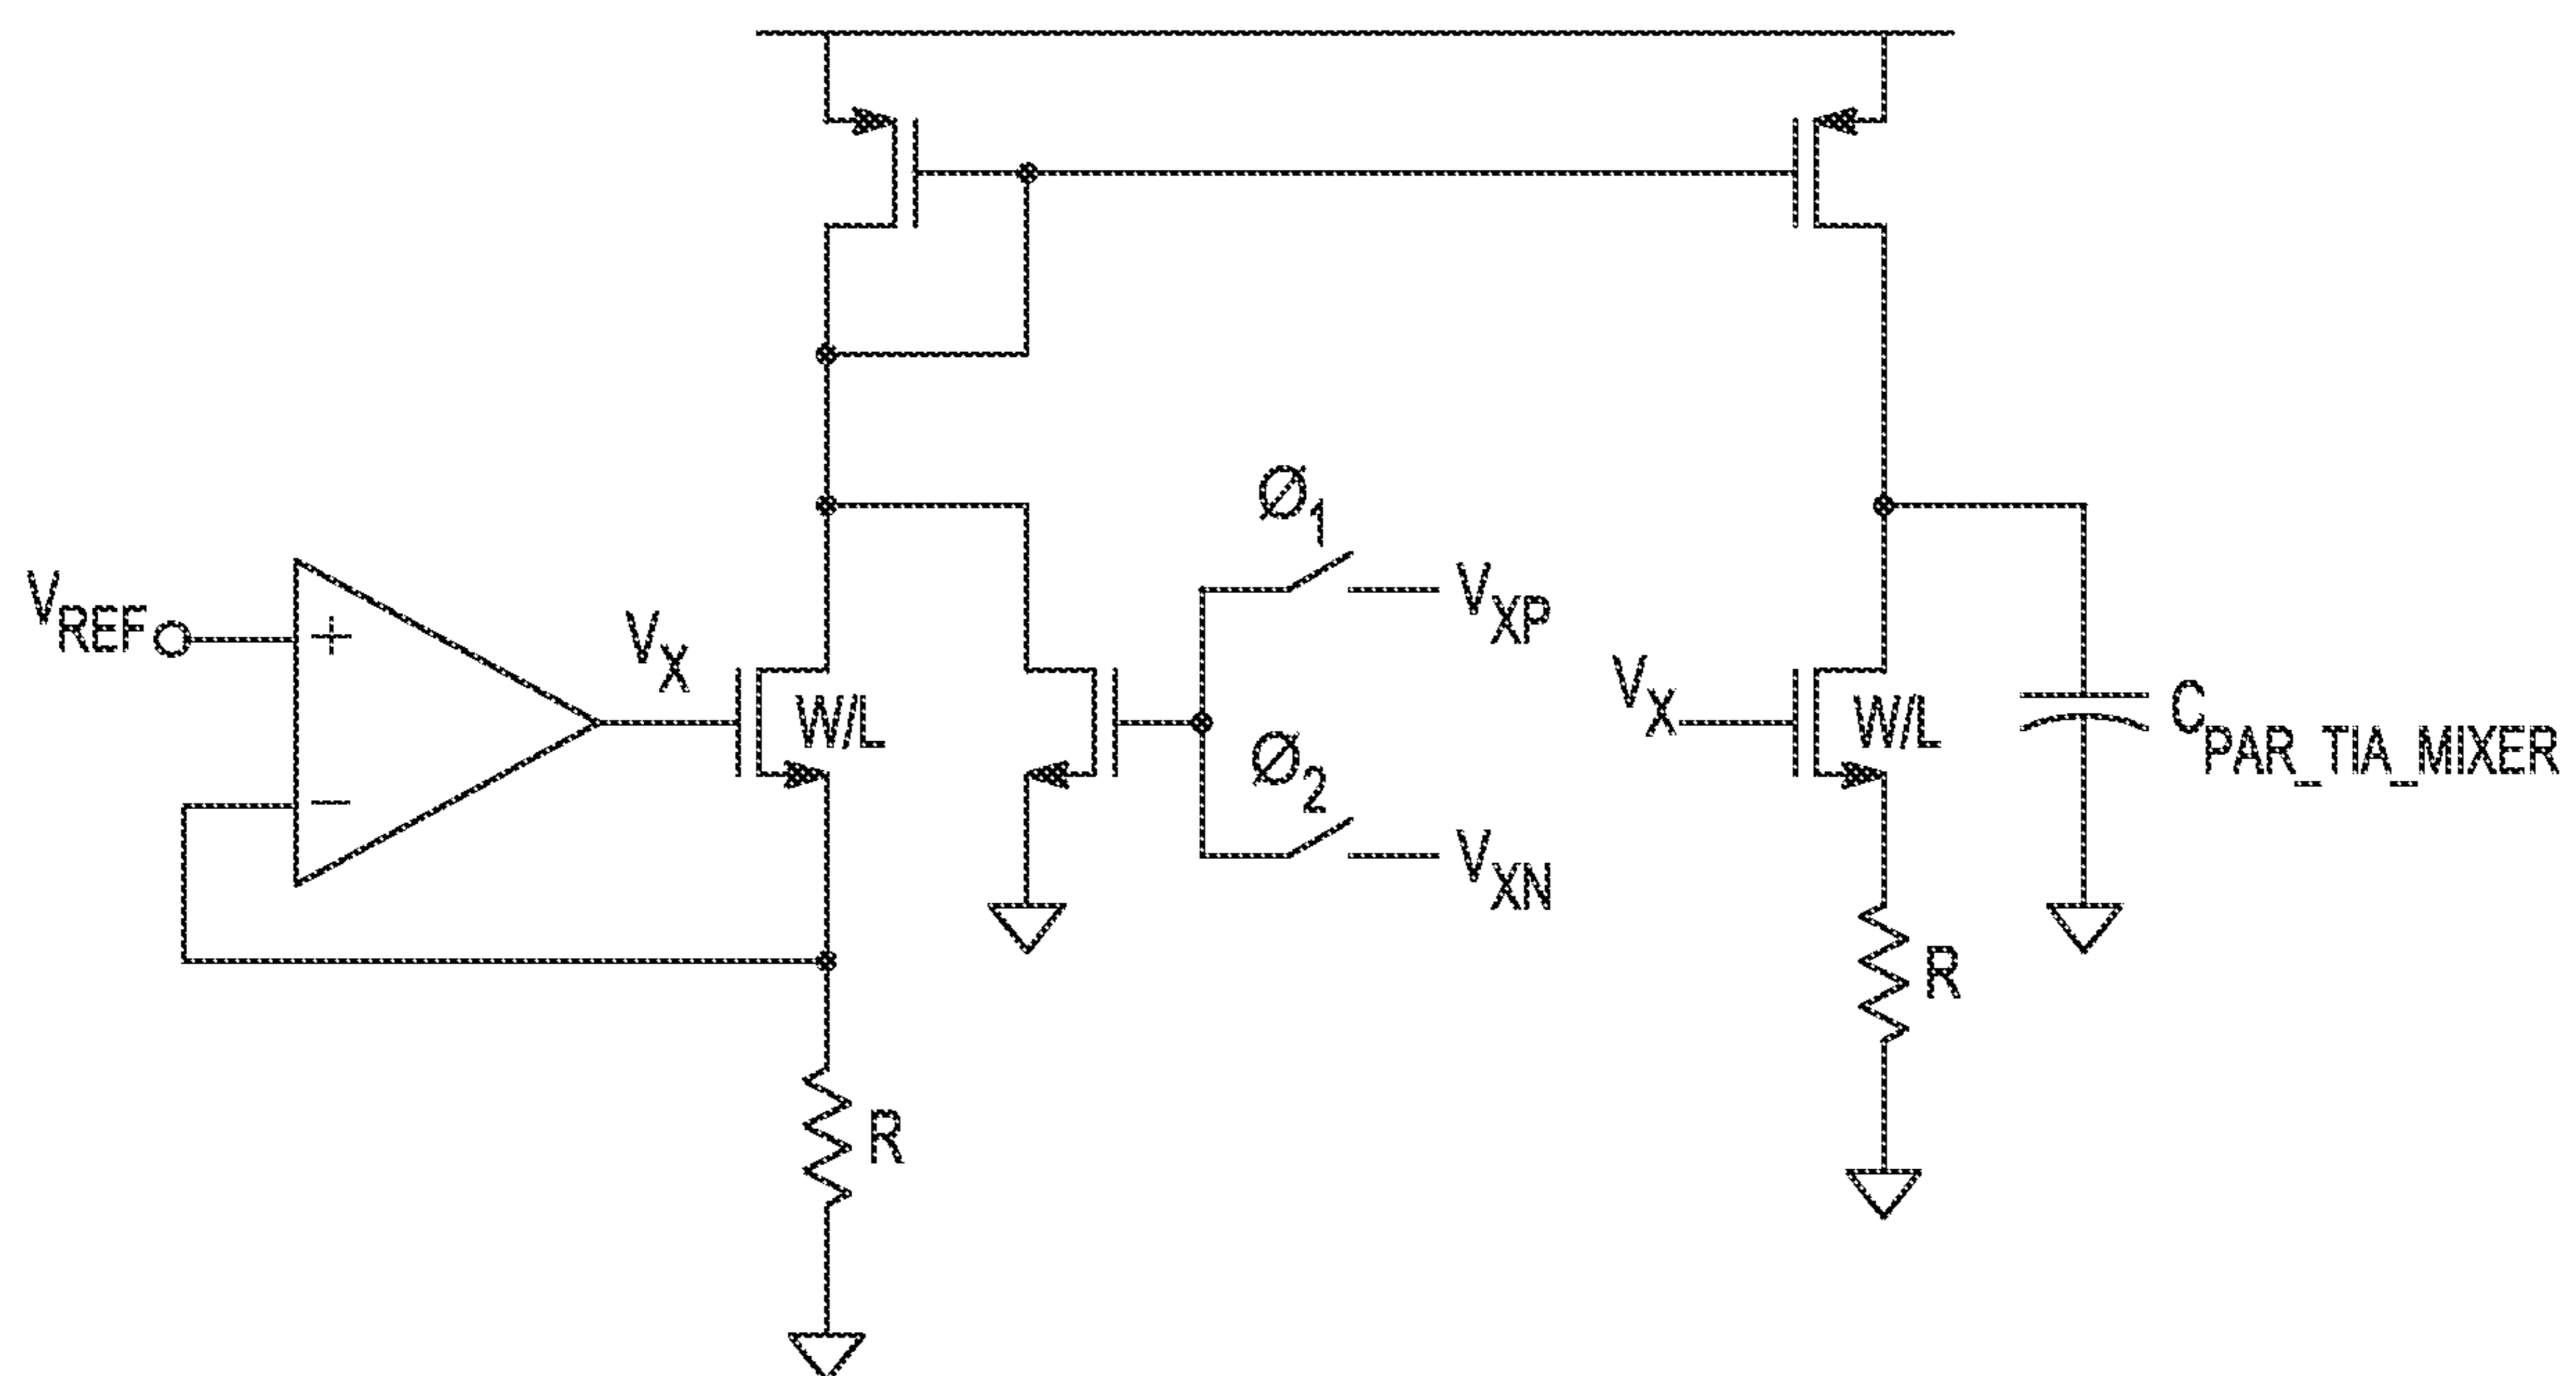 Ø1
VXP
VREF
+
VX
W/L
VX
W/L
CPAR_TIA_MIXER
Ø2
−
VXN
R
R